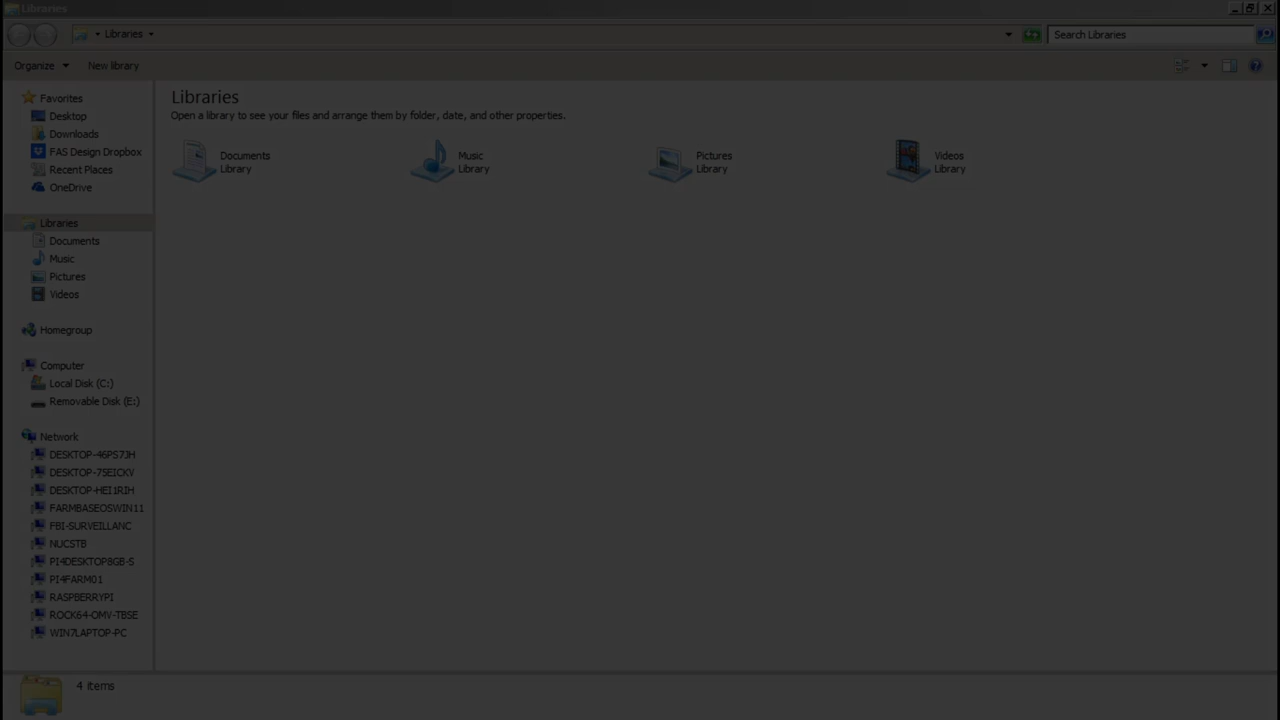 Libraries
Libraries
Search Libraries
Organize
New library
Favorites
Desktop
Downloads
FAS Design Dropbox
Recent Places
OneDrive
Libraries
Documents
Music
Pictures
Videos
Homegroup
Computer
Local Disk (C:)
Removable Disk (E:)
Network
DESKTOP-46PS7JH
DESKTOP-75EICKV
DESKTOP-HEI1RIH
FARMBASEOSWIN11
FBI-SURVEILLANC
NUCSTB
PI4DESKTOP8GB-S
PI4FARM01
RASPBERRYPI
ROCK64-OMV-TBSE
WIN7LAPTOP-PC
Libraries
Open a library to see your files and arrange them by folder, date, and other properties.
Documents
Library
Music
Library
Pictures
Library
Videos
Library
4 items